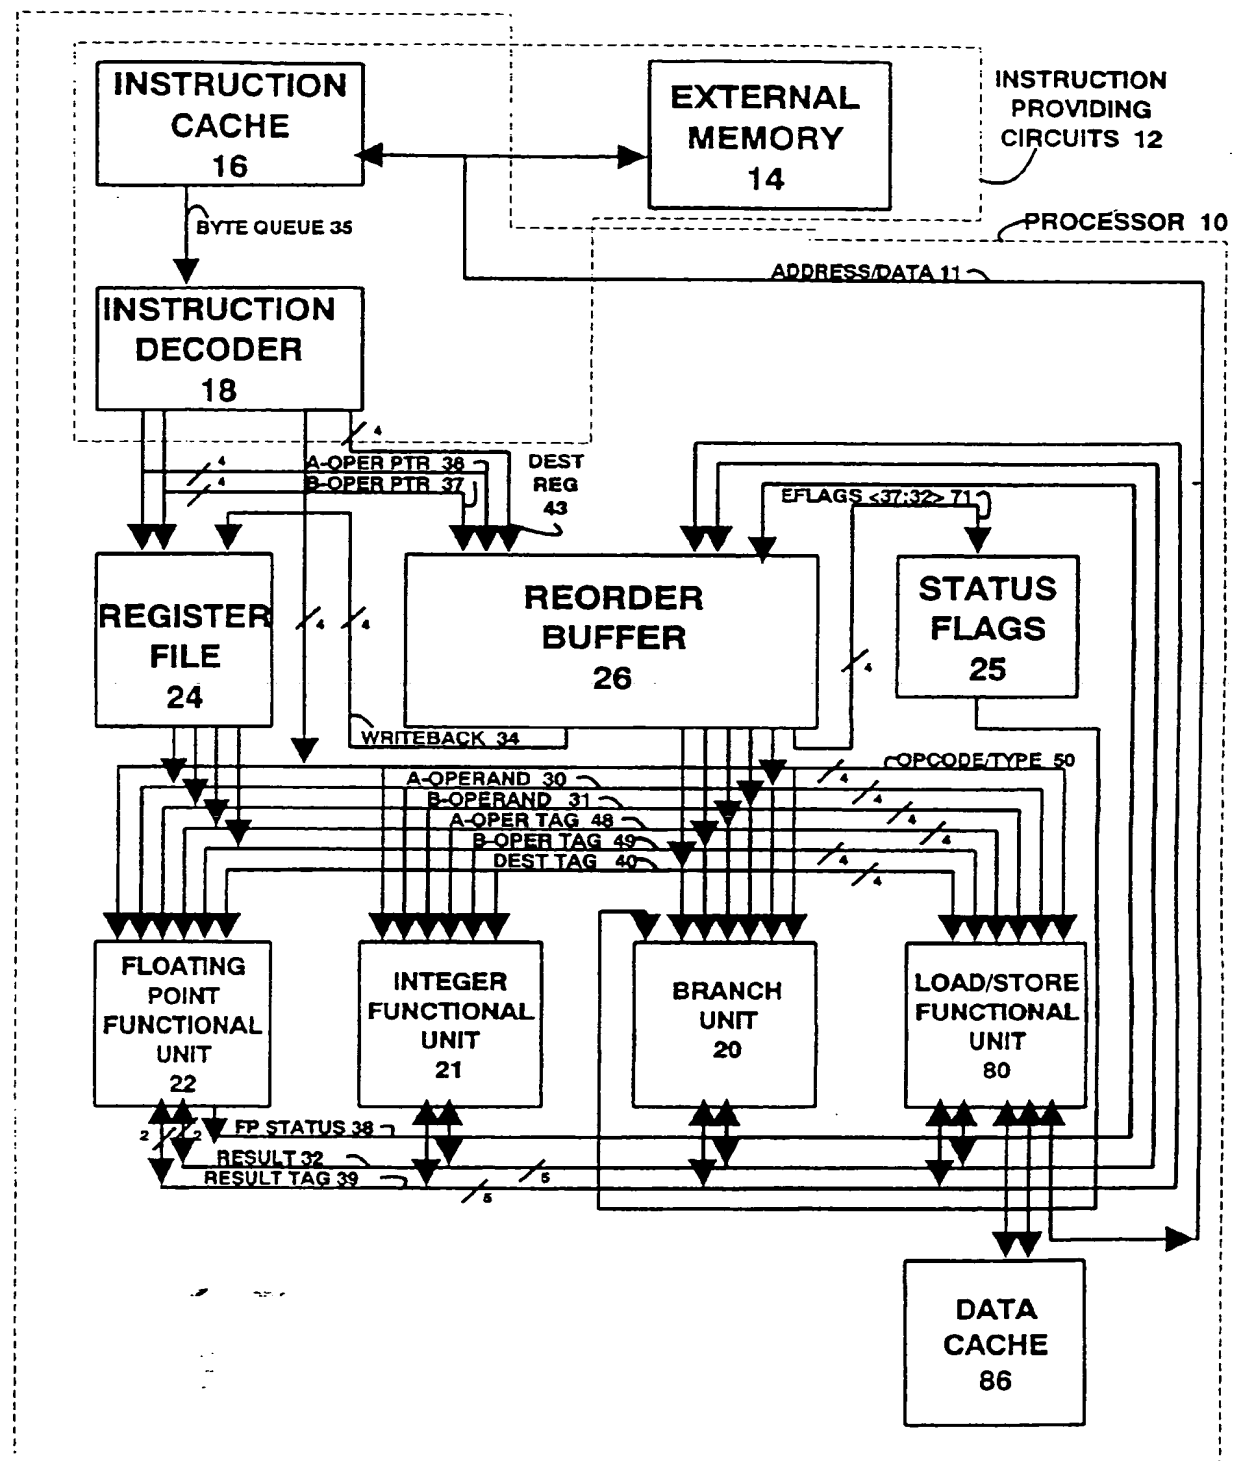 INSTRUCTION
CACHE
16
EXTERNAL
MEMORY
14
INSTRUCTION
PROVIDING
CIRCUITS 12
BYTE QUEUE 35
PROCESSOR 10
ADDRESS/DATA 11
INSTRUCTION
DECODER
18
4
A-OPER PTR 36
4
B-OPER PTR 37
4
DEST
REG
43
EFLAGS <37:32> 71
REGISTER
FILE
24
4
4
REORDER
BUFFER
26
4
STATUS
FLAGS
25
WRITEBACK 34
OPCODE/TYPE 50
4
A-OPERAND 30
4
B-OPERAND 31
4
A-OPER TAG 48
4
B-OPER TAG 49
4
DEST TAG 40
4
FLOATING
POINT
FUNCTIONAL
UNIT
22
INTEGER
FUNCTIONAL
UNIT
21
BRANCH
UNIT
20
LOAD/STORE
FUNCTIONAL
UNIT
80
2
2
FP STATUS 38
RESULT 32
5
RESULT TAG 39
5
DATA
CACHE
86